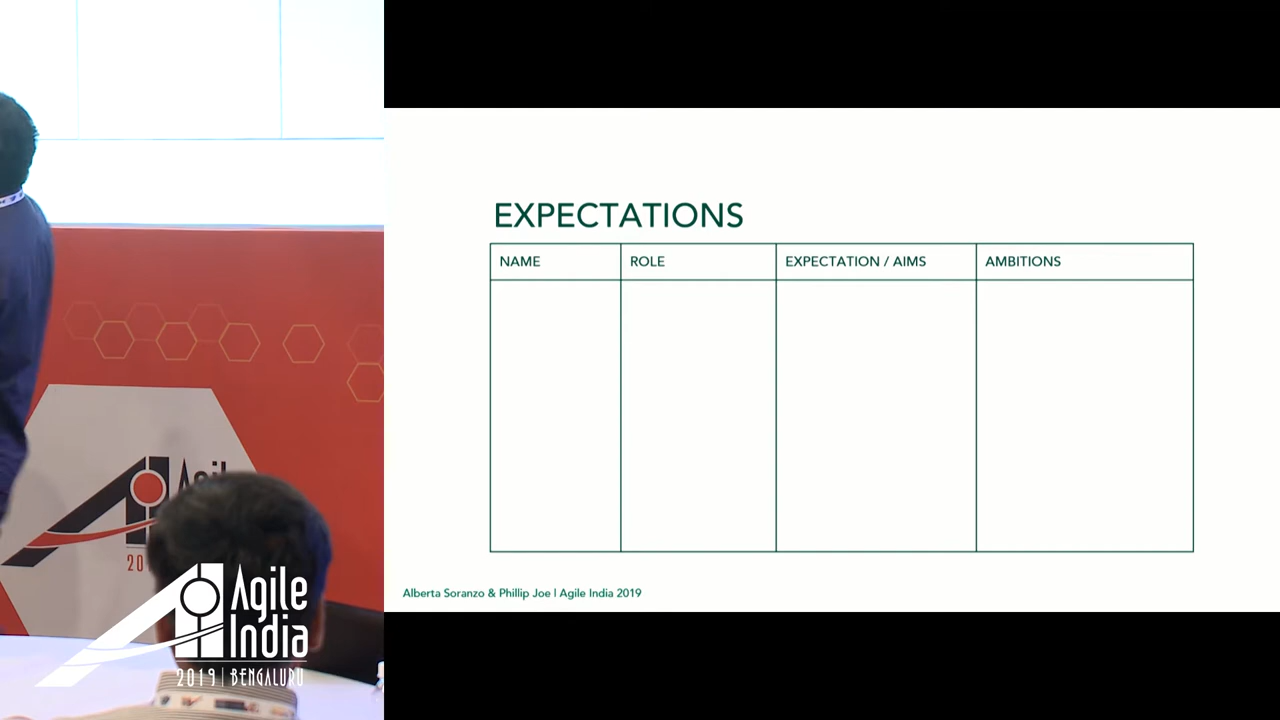 EXPECTATIONS
NAME ROLE EXPECTATION / AIMS AMBITIONS
Alberta Soranzo & Phillip Joe | Agile India 2019
Agile
India
2019 | BENGALURU